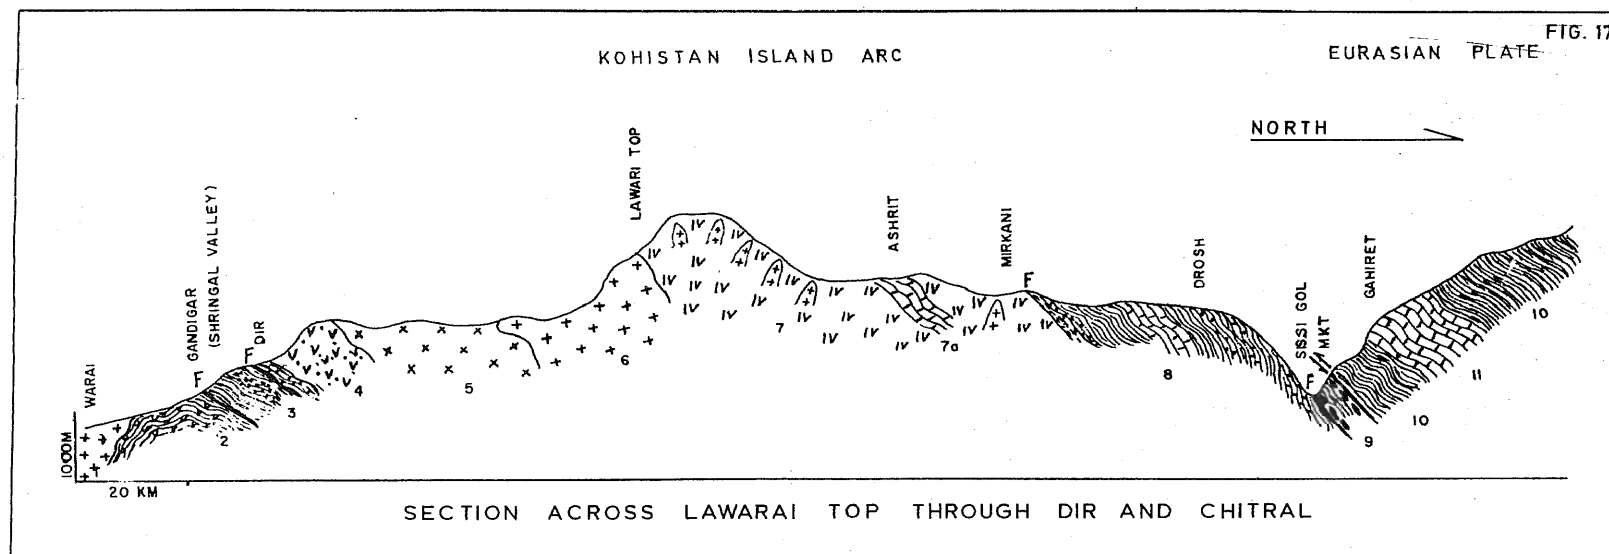 FIG. 17
KOHISTAN ISLAND ARC
EURASIAN PLATE
NORTH
WARAI
GANDIGAR
(SHRINGAL VALLEY)
F
F
DIR
LAWARI TOP
ASHRIT
MIRKANI
F
DROSH
SISSI GOL
MKT
F
GAHIRET
2
3
4
5
6
7
7a
8
9
10
11
10
1000M
20 KM
SECTION ACROSS LAWARAI TOP THROUGH DIR AND CHITRAL